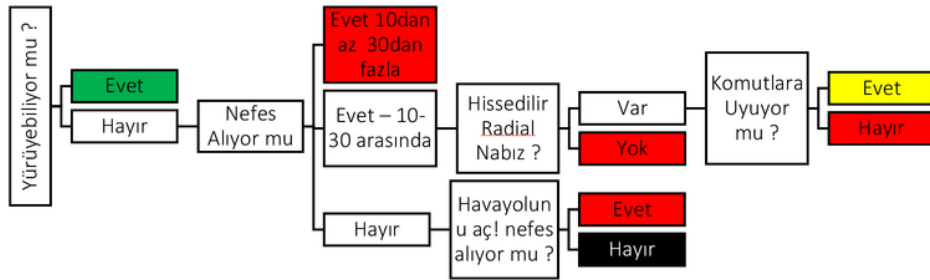 Yürüyebiliyor mu ?
Evet
Hayır
Nefes
Alıyor mu
Evet 10dan
az 30dan
fazla
Evet – 10-
30 arasında
Hayır
Hissedilir
Radial
Nabız ?
Havayolun
u aç! nefes
alıyor mu ?
Var
Yok
Evet
Hayır
Komutlara
Uyuyor
mu ?
Evet
Hayır